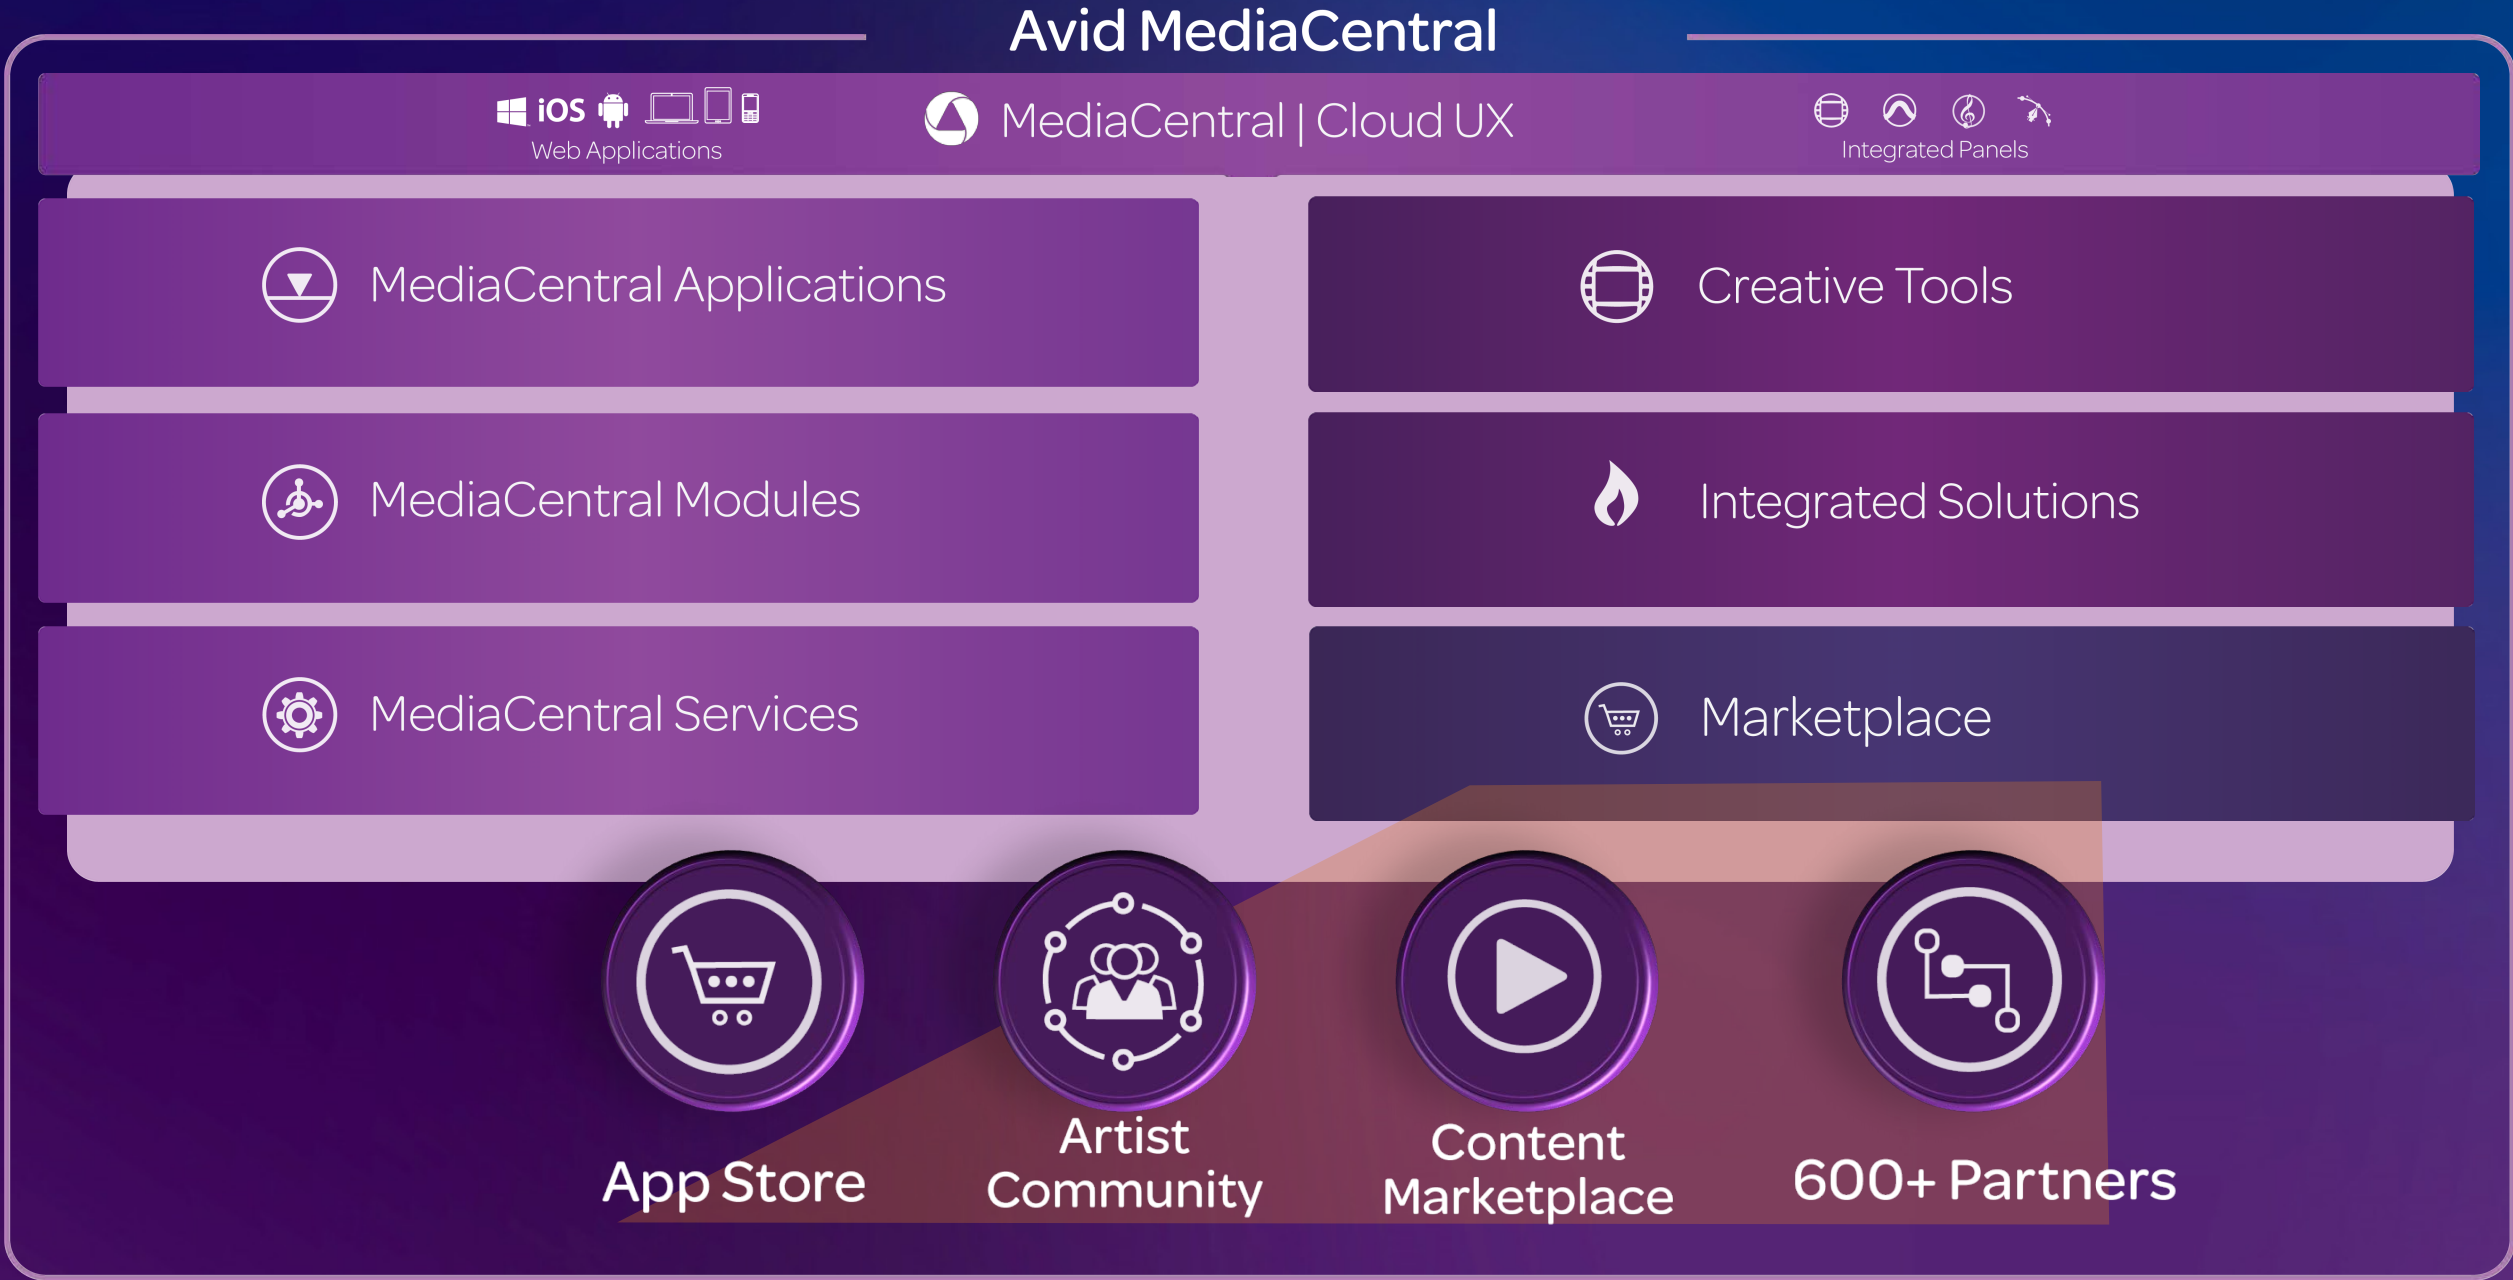 Avid MediaCentral
iOS
Web Applications
MediaCentral | Cloud UX
Integrated Panels
MediaCentral Applications
Creative Tools
MediaCentral Modules
Integrated Solutions
MediaCentral Services
Marketplace
App Store
Artist
Community
Content
Marketplace
600+ Partners